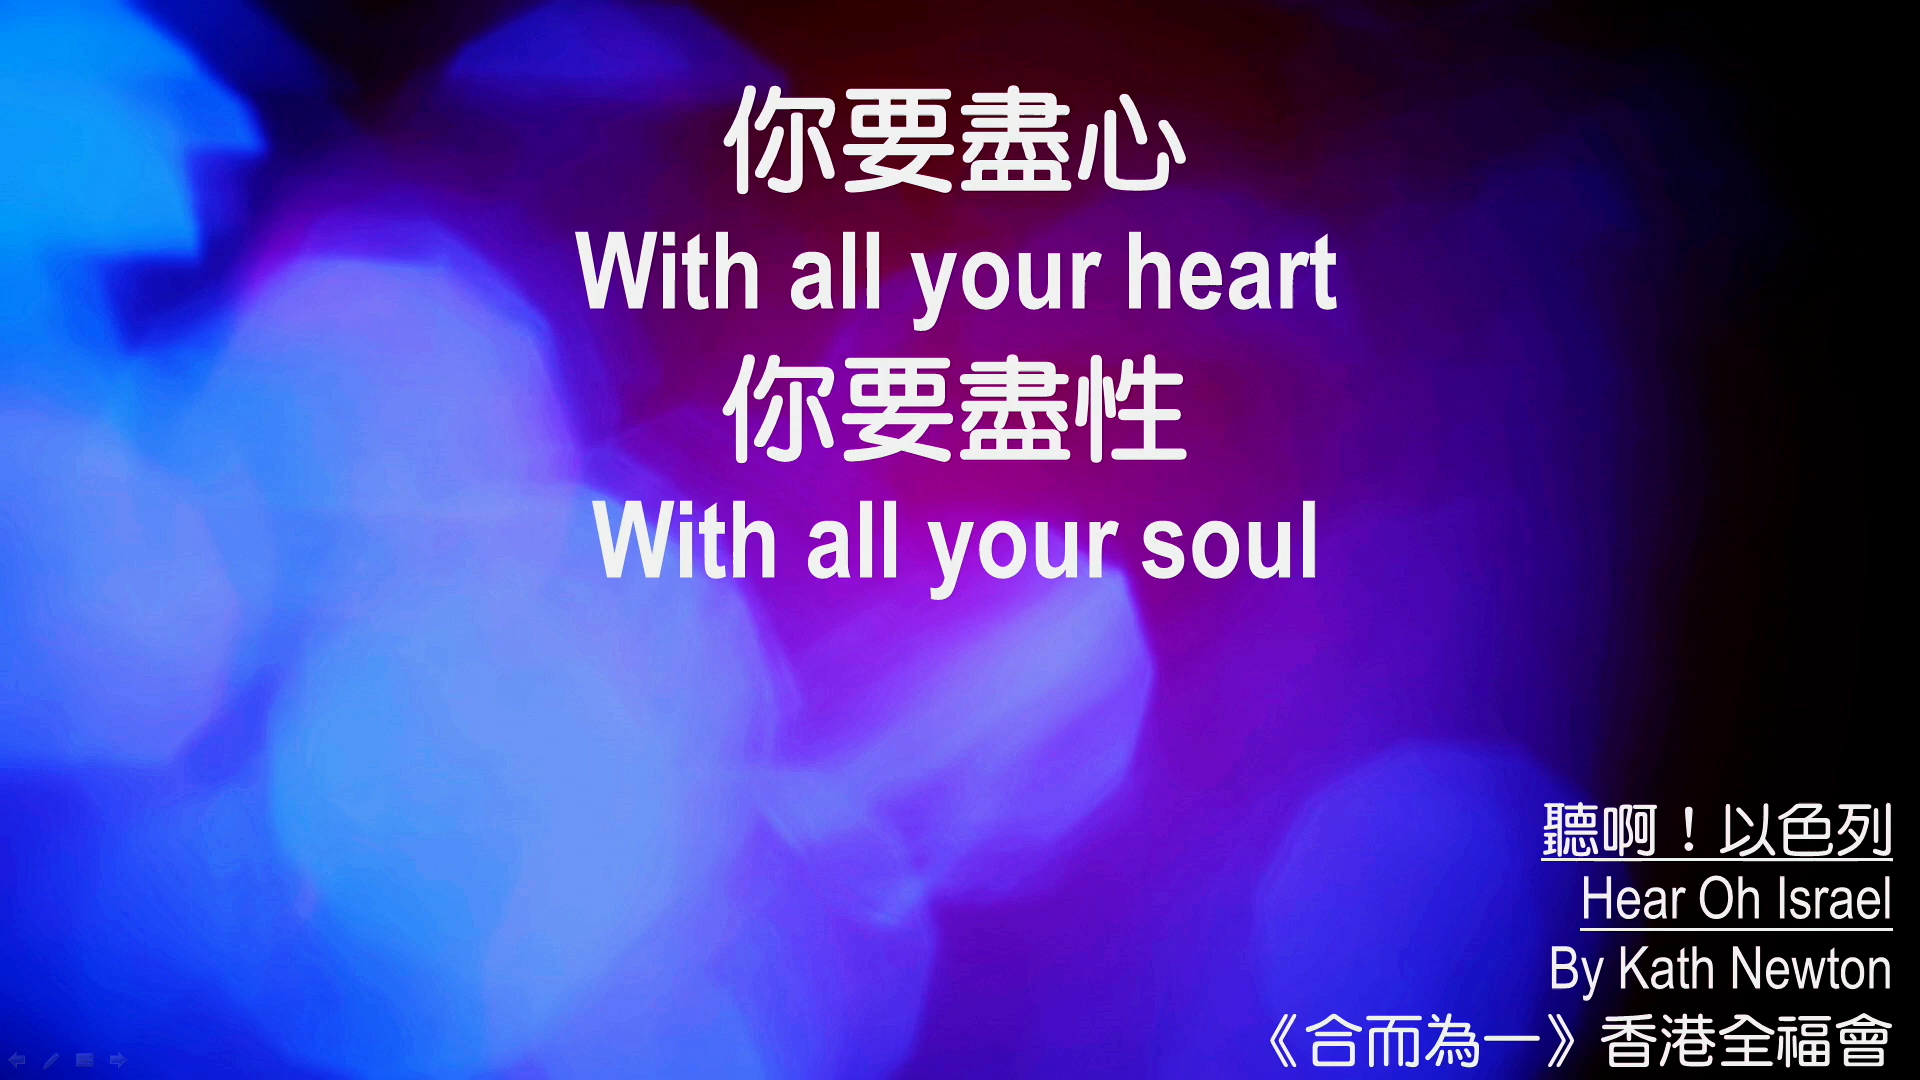 你要盡心
With all your heart
你要盡性
With all your soul
聽啊！以色列
Hear Oh Israel
By Kath Newton
《合而為一》香港全福會